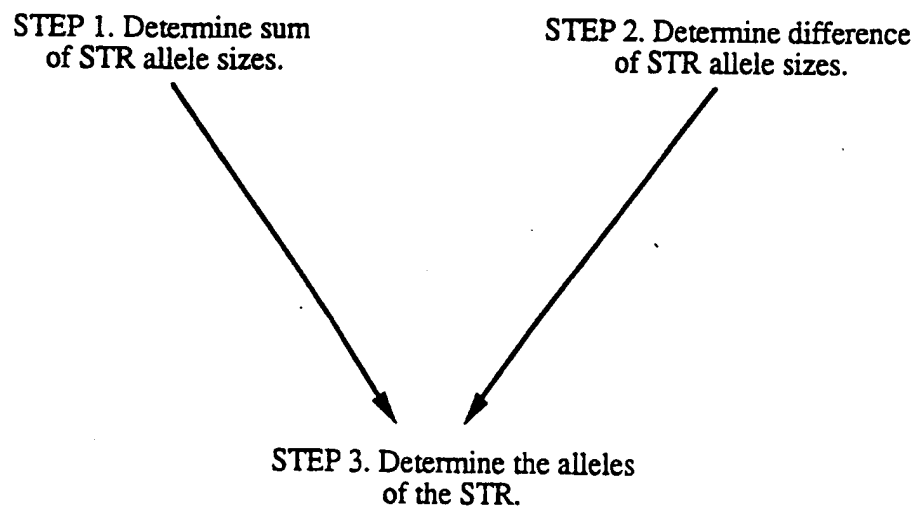 STEP 1. Determine sum
of STR allele sizes.
STEP 2. Determine difference
of STR allele sizes.
STEP 3. Determine the alleles
of the STR.